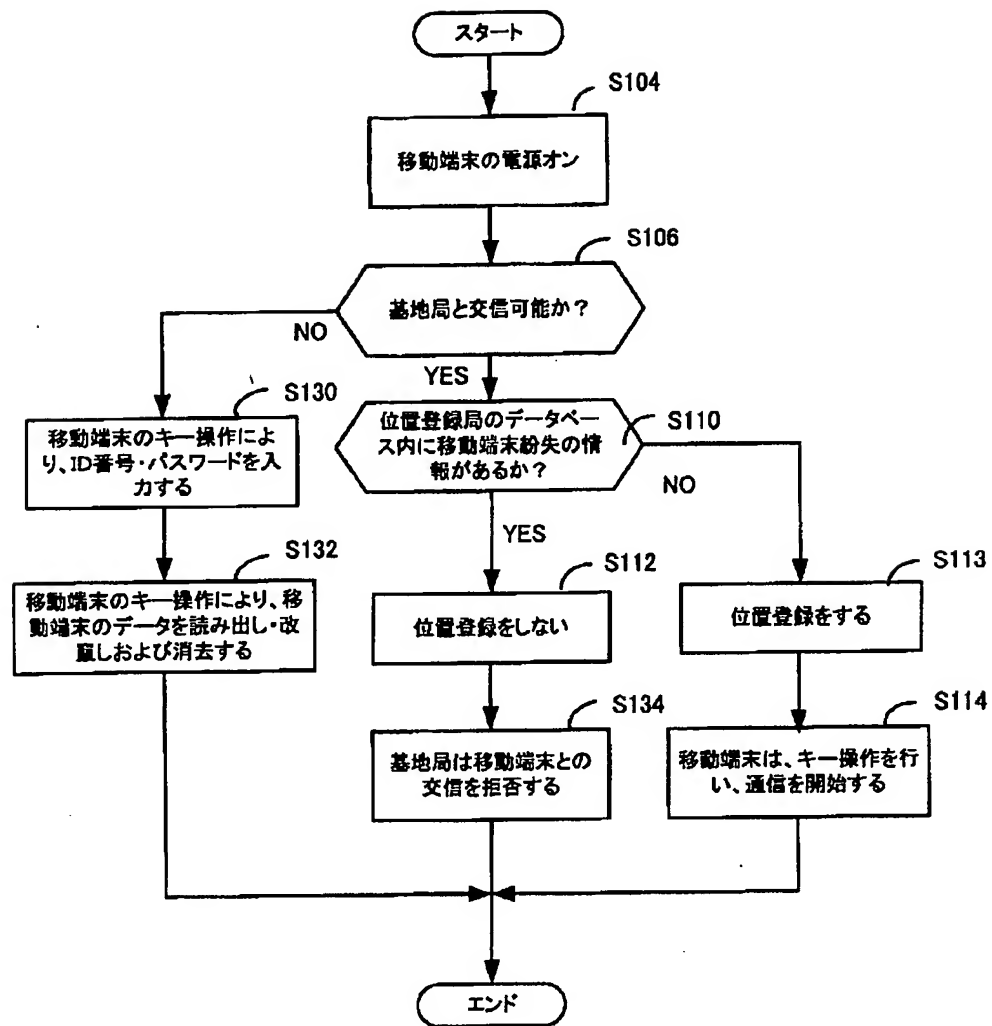 スタート
S104
移動端末の電源オン
S106
基地局と交信可能か？
NO
YES
S130
移動端末のキー操作によ
り、ID番号・パスワードを入
力する
位置登録局のデータベー
ス内に移動端末紛失の情
報があるか？
S110
NO
YES
S132
移動端末のキー操作により、移
動端末のデータを読み出し・改
竄しおよび消去する
S112
位置登録をしない
S113
位置登録をする
S134
基地局は移動端末との
交信を拒否する
S114
移動端末は、キー操作を行
い、通信を開始する
エンド